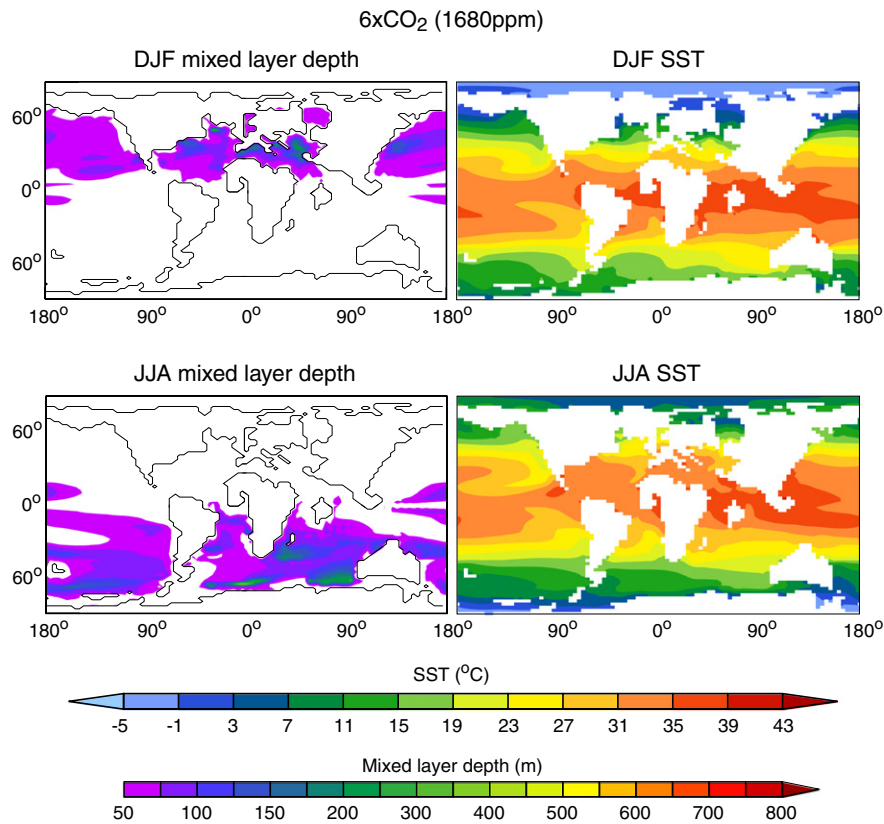 6xCO₂ (1680ppm)
DJF mixed layer depth
DJF SST
60°
0°
60°
180° 90° 0° 90° 180°
180° 90° 0° 90° 180°
JJA mixed layer depth
JJA SST
60°
0°
60°
180° 90° 0° 90° 180°
180° 90° 0° 90° 180°
SST (°C)
-5 -1 3 7 11 15 19 23 27 31 35 39 43
Mixed layer depth (m)
50 100 150 200 300 400 500 600 700 800